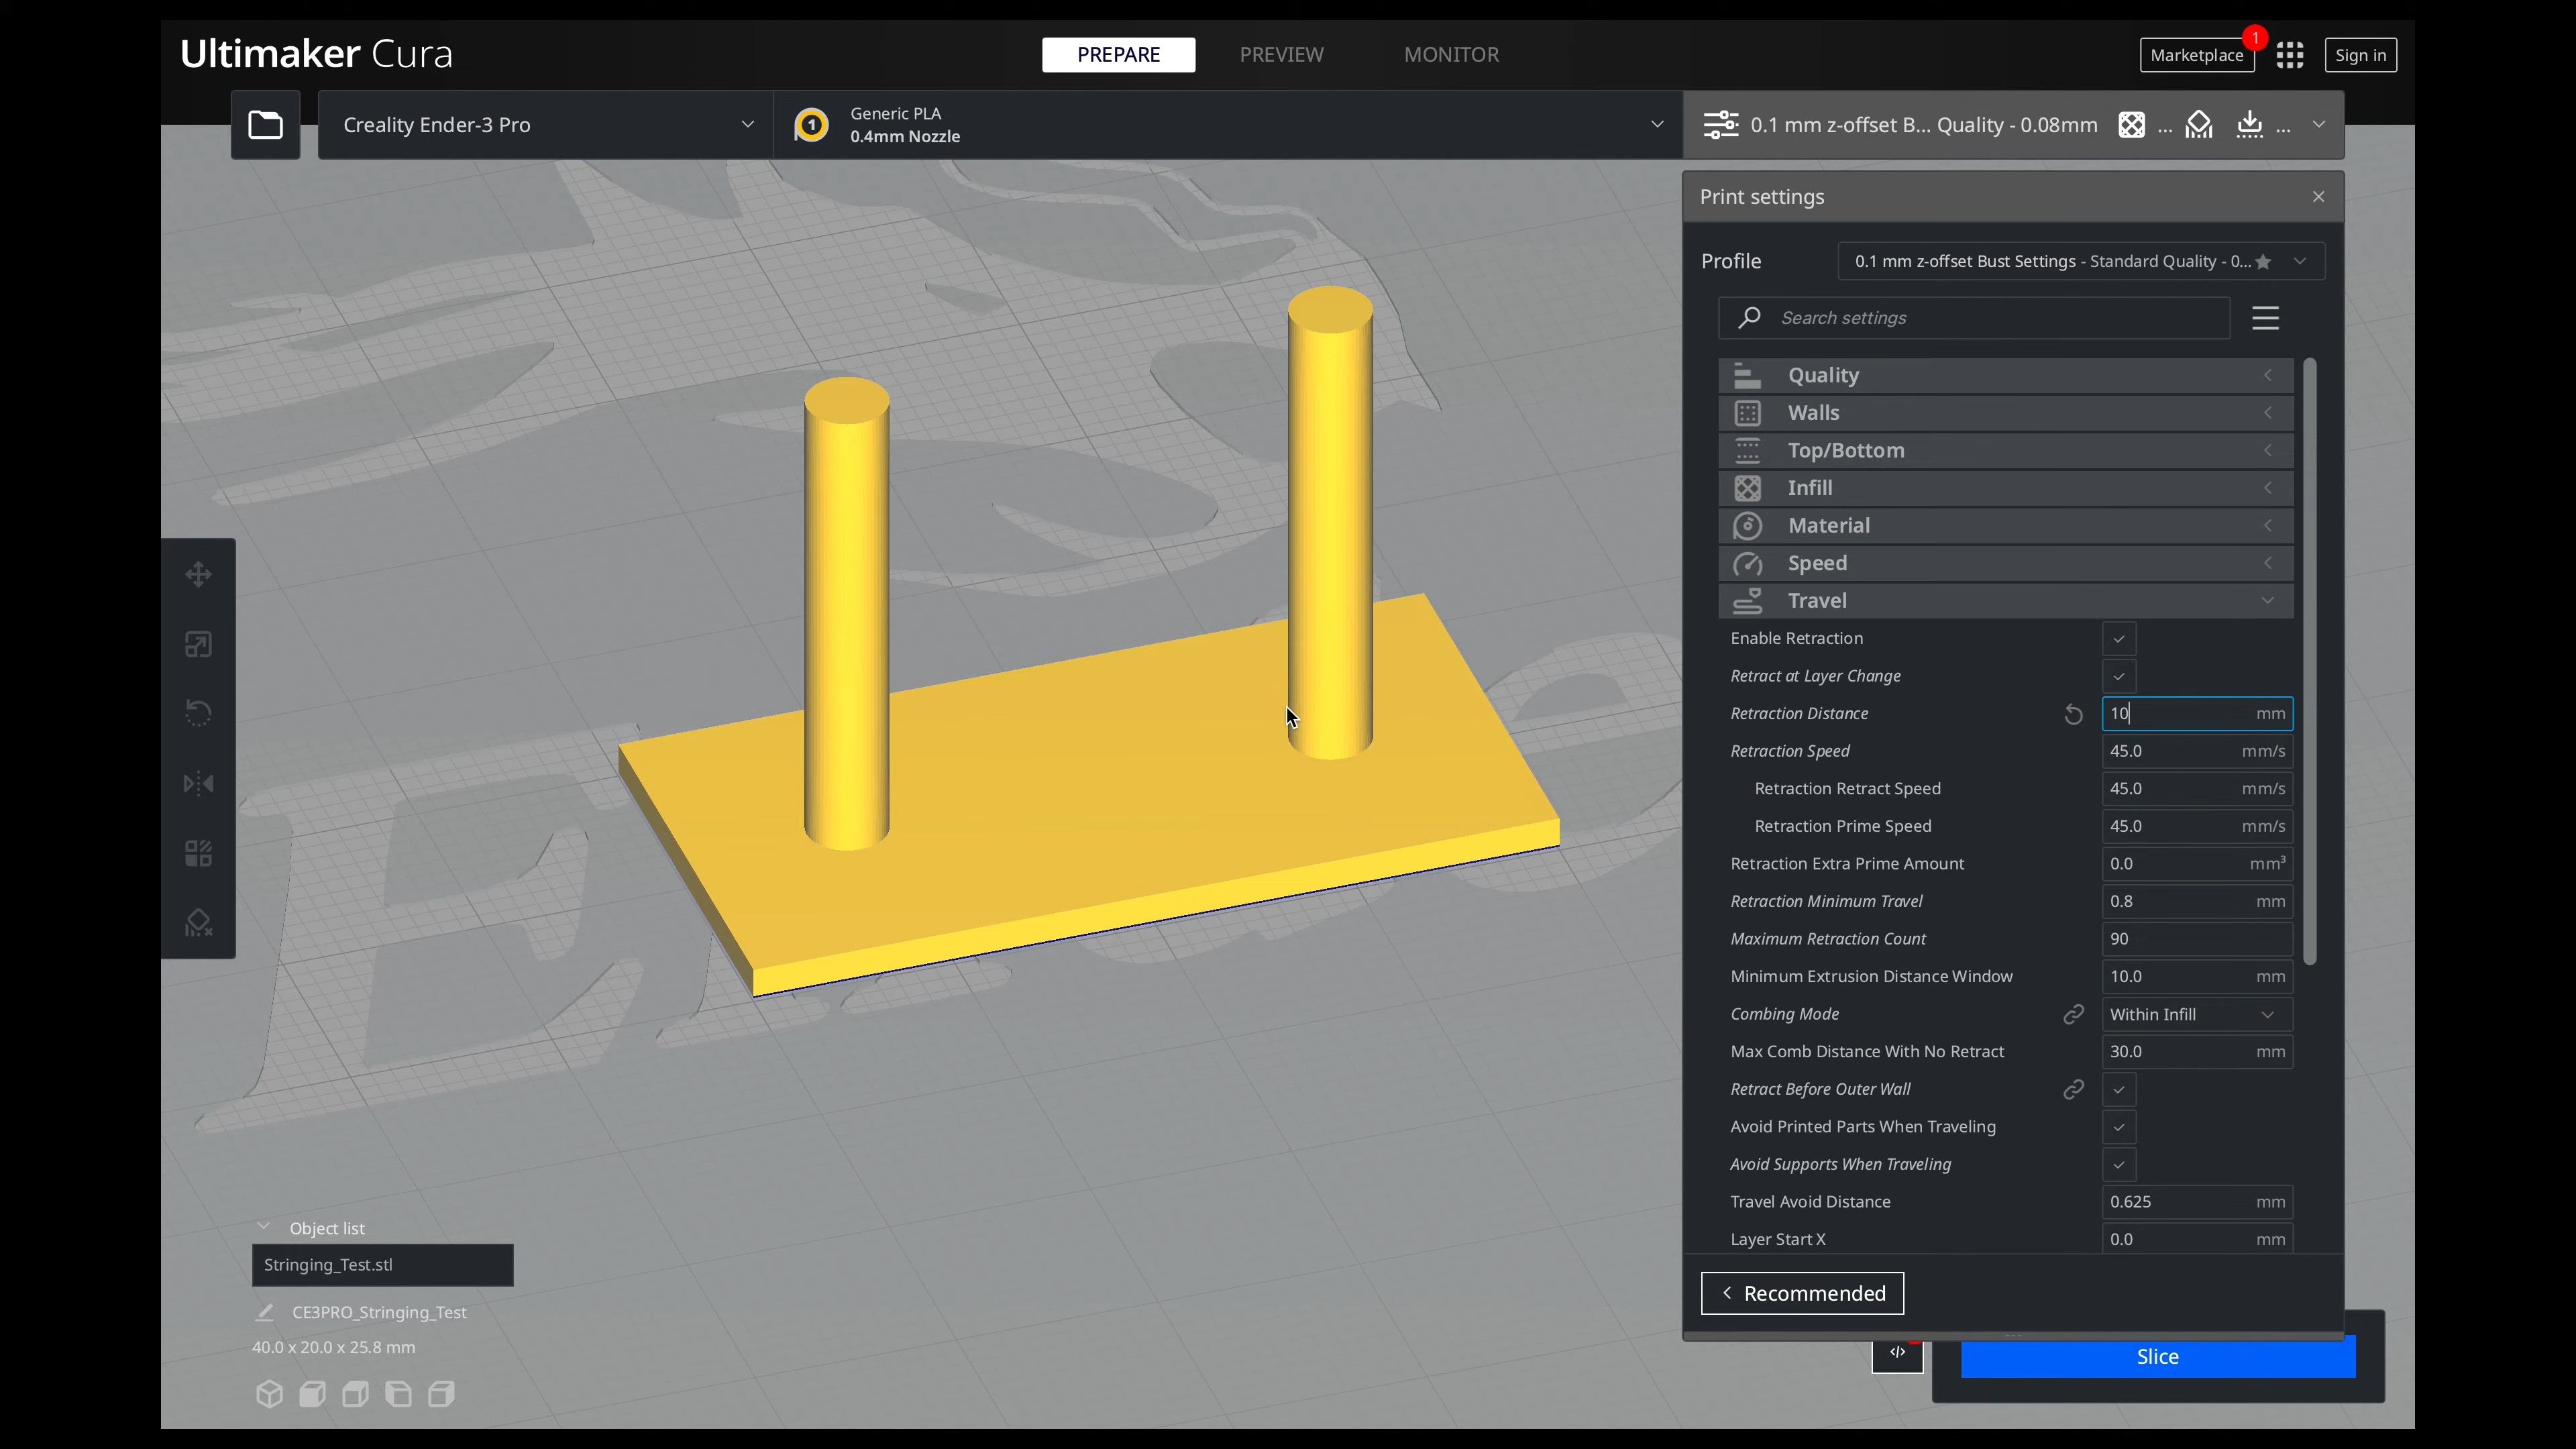 Ultimaker Cura
PREPARE
PREVIEW
MONITOR
Marketplace
1
Sign in
Creality Ender-3 Pro
1
Generic PLA
0.4mm Nozzle
0.1 mm z-offset B... Quality - 0.08mm
...
...
Print settings
Profile
0.1 mm z-offset Bust Settings - Standard Quality - 0...
Search settings
Quality
Walls
Top/Bottom
Infill
Material
Speed
Travel
Enable Retraction
Retract at Layer Change
Retraction Distance 10 mm
Retraction Speed 45.0 mm/s
Retraction Retract Speed 45.0 mm/s
Retraction Prime Speed 45.0 mm/s
Retraction Extra Prime Amount 0.0 mm³
Retraction Minimum Travel 0.8 mm
Maximum Retraction Count 90
Minimum Extrusion Distance Window 10.0 mm
Combing Mode Within Infill
Max Comb Distance With No Retract 30.0 mm
Retract Before Outer Wall
Avoid Printed Parts When Traveling
Avoid Supports When Traveling
Travel Avoid Distance 0.625 mm
Layer Start X 0.0 mm
Recommended
Slice
Object list
Stringing_Test.stl
CE3PRO_Stringing_Test
40.0 x 20.0 x 25.8 mm